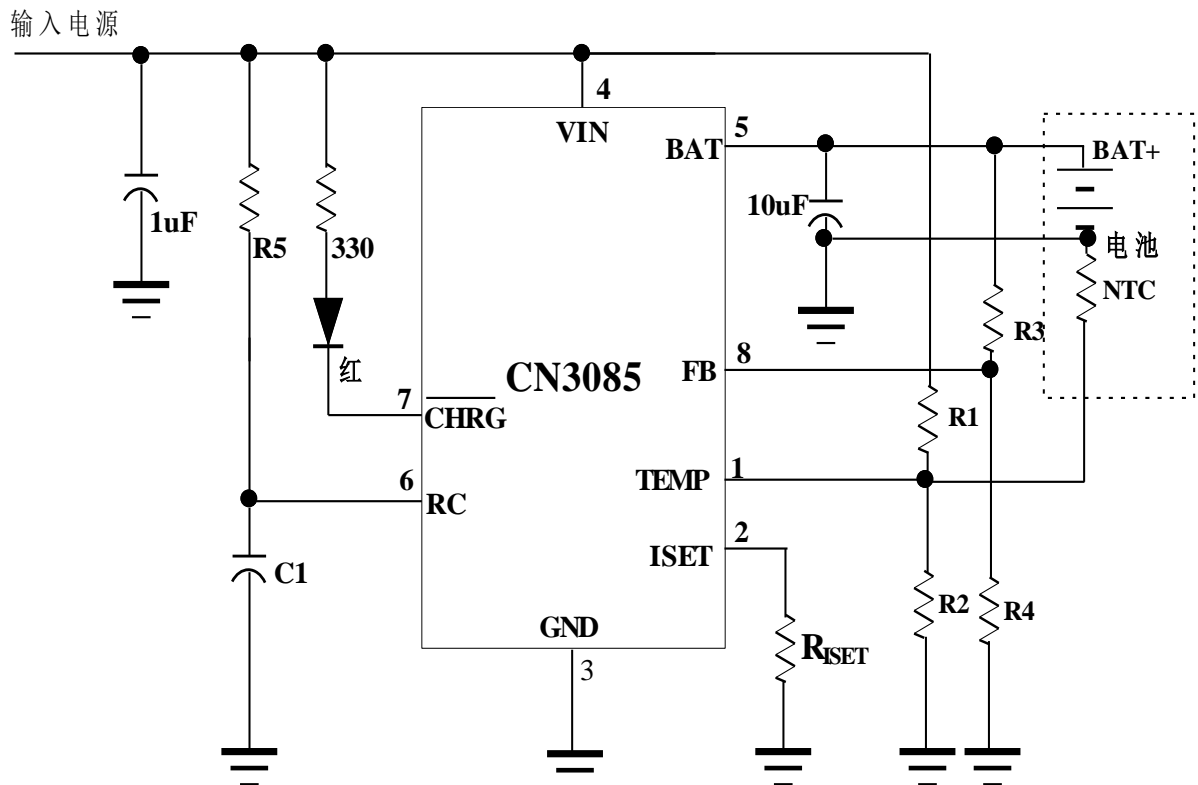 输入电源
4
VIN
5
BAT
BAT+
1uF
10uF
R5
330
电池
NTC
R3
红
CN3085
8
FB
7
CHRG
R1
6
RC
1
TEMP
2
ISET
C1
R2
R4
GND
3
RISET